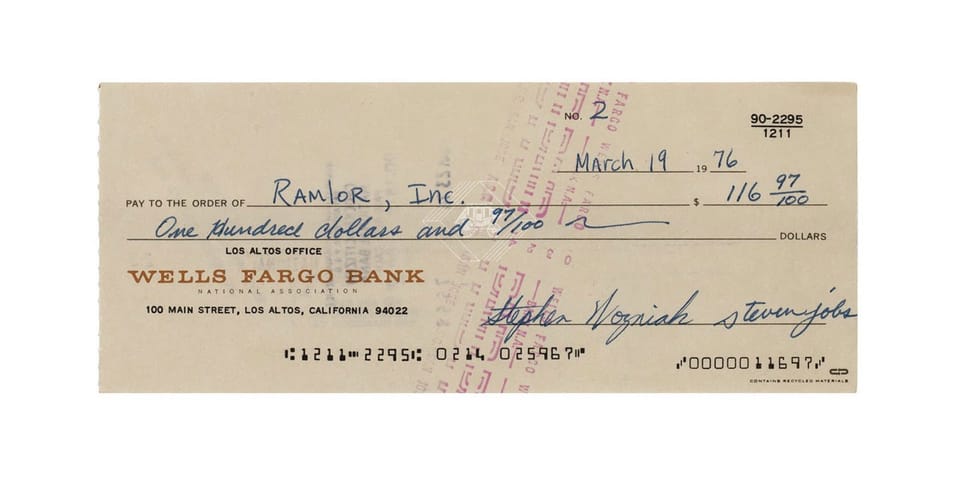 NO. 2
90-2295
1211
March 19 1976
PAY TO THE ORDER OF Ramlor, Inc. $ 116 97/100
One Hundred dollars and 97/100 DOLLARS
LOS ALTOS OFFICE
WELLS FARGO BANK
NATIONAL ASSOCIATION
100 MAIN STREET, LOS ALTOS, CALIFORNIA 94022
Stephen Wozniak steven jobs
⑆1211⑉2295⑆ 0214 025967⑈ ⑈0000011697⑈
CONTAINS RECYCLED MATERIALS